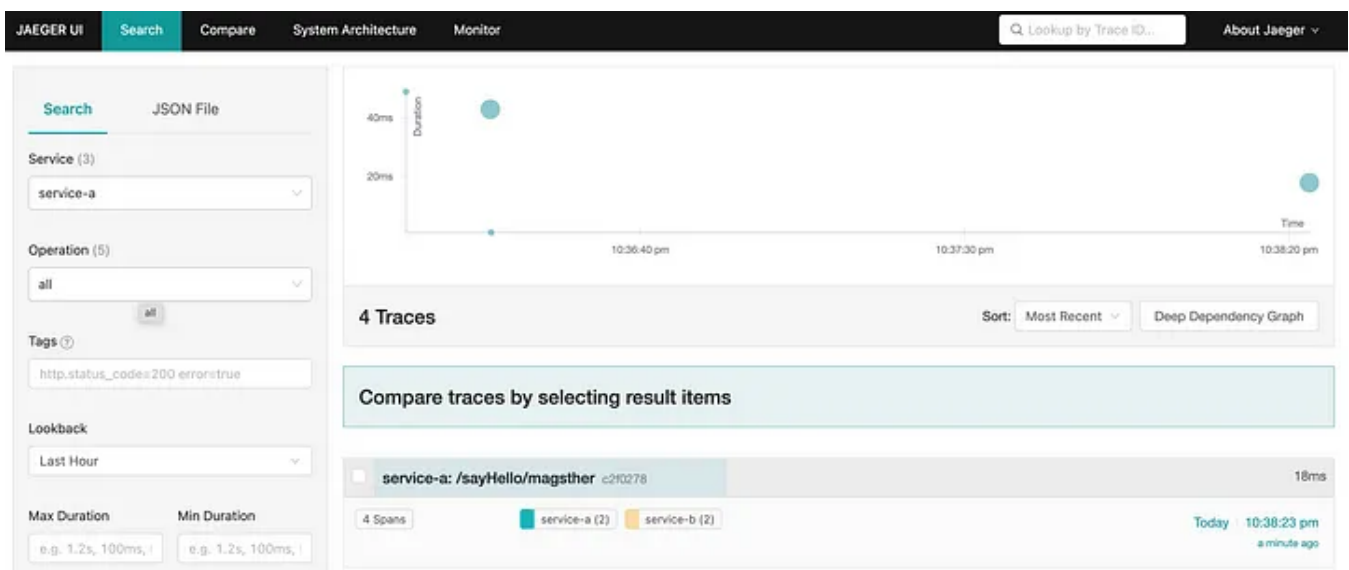 JAEGER UI Search Compare System Architecture Monitor Lookup by Trace ID... About Jaeger
Search JSON File
Service (3)
service-a
Operation (5)
all
all
Tags
http.status_code=200 error=true
Lookback
Last Hour
Max Duration Min Duration
e.g. 1.2s, 100ms, e.g. 1.2s, 100ms,
Duration
40ms
20ms
Time
10:36:40 pm 10:37:30 pm 10:38:20 pm
4 Traces Sort: Most Recent Deep Dependency Graph
Compare traces by selecting result items
service-a: /sayHello/magsther c2f0278 18ms
4 Spans service-a (2) service-b (2) Today 10:38:23 pm
a minute ago